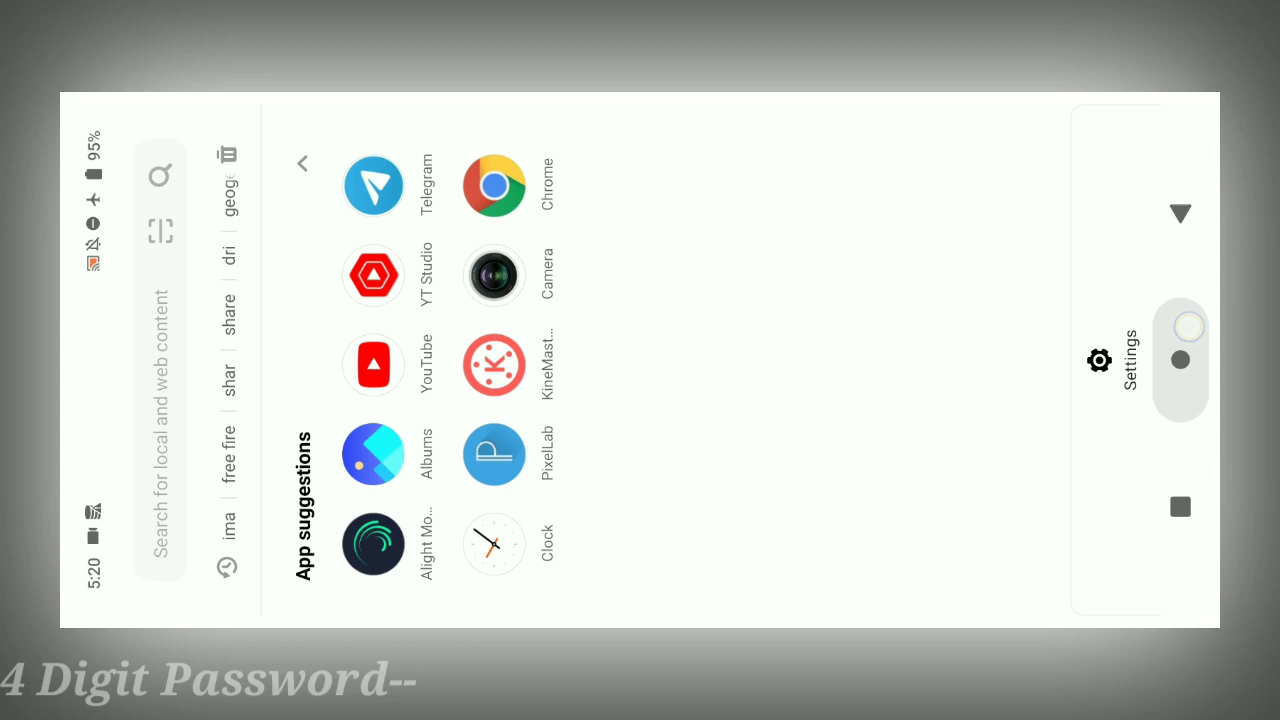 5:20
95%
Search for local and web content
ima | free fire | shar | share | dri | geog
App suggestions
Alight Mo... Albums YouTube YT Studio Telegram
Clock PixelLab KineMast... Camera Chrome
Settings
4 Digit Password--